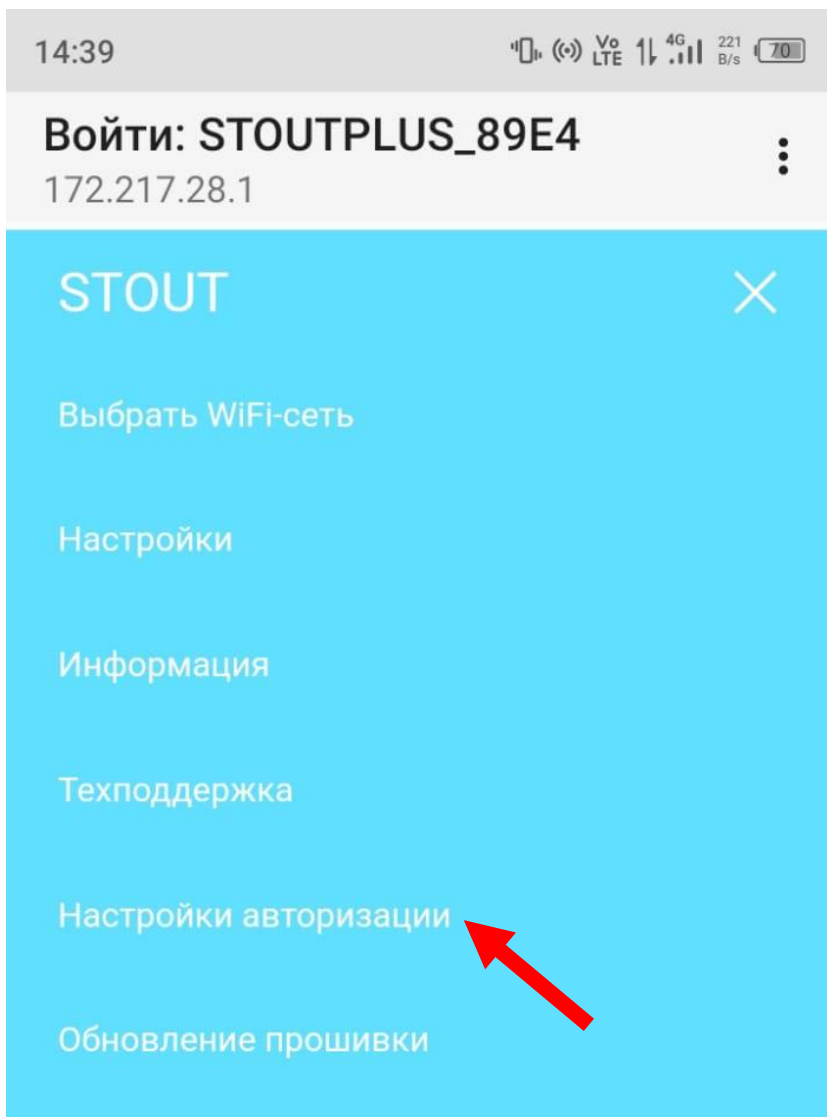 14:39
Vo LTE 4G 221 B/s 70
Войти: STOUTPLUS_89E4
172.217.28.1
STOUT
Выбрать WiFi-сеть
Настройки
Информация
Техподдержка
Настройки авторизации
Обновление прошивки